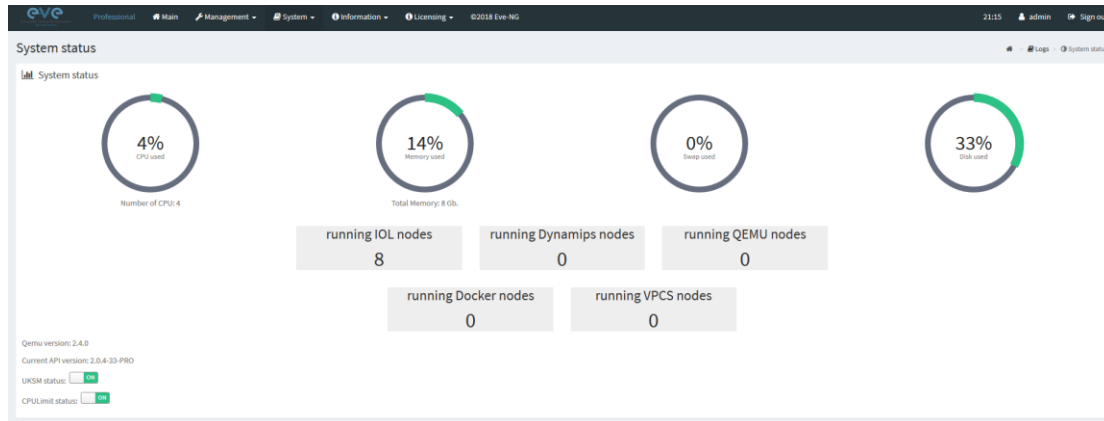 eve Professional Main Management System Information Licensing ©2018 Eve-NG 21:15 admin Sign ou
System status Logs System statu
System status
4% 14% 0% 33%
CPU used Memory used Swap used Disk used
Number of CPU: 4 Total Memory: 8 Gb.
running IOL nodes running Dynamips nodes running QEMU nodes
8 0 0
running Docker nodes running VPCS nodes
0 0
Qemu version: 2.4.0
Current API version: 2.0.4-33-PRO
UKSM status: ON
CPULimit status: ON